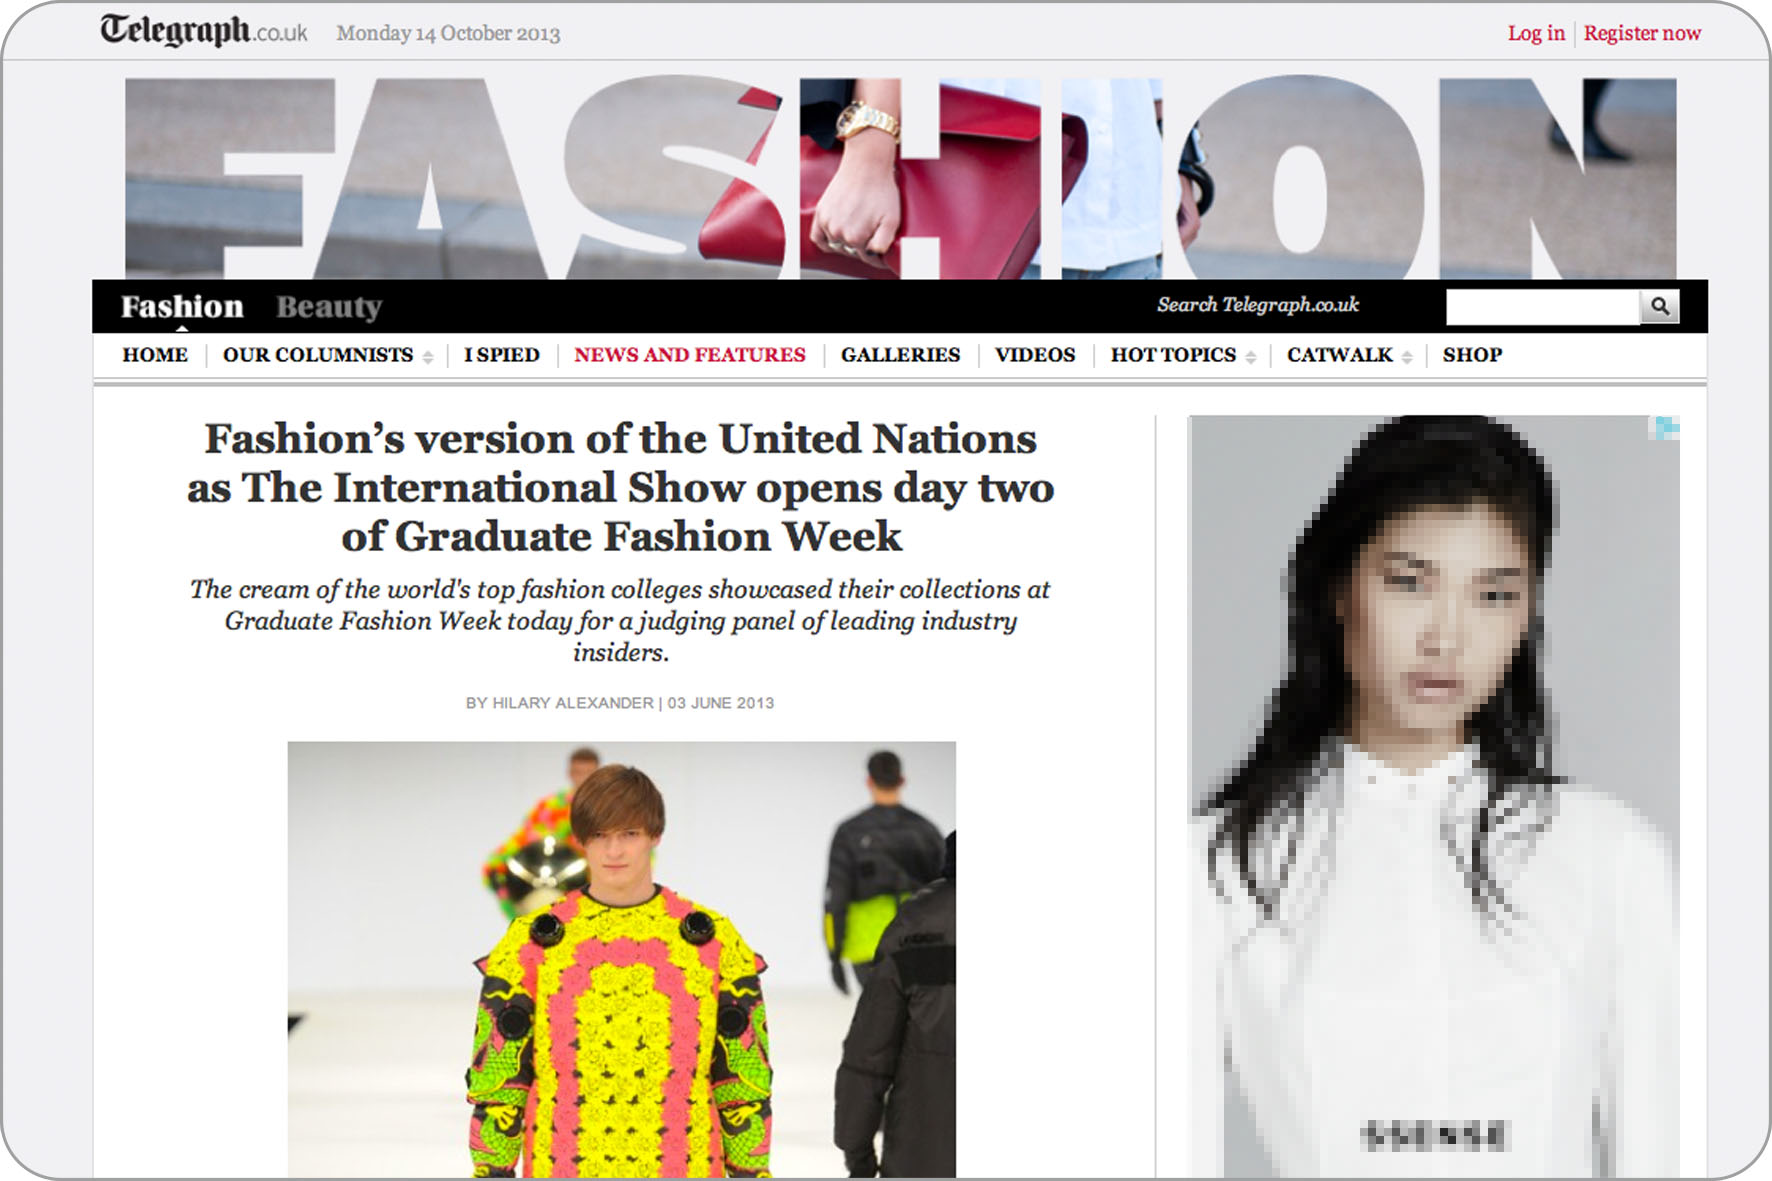 Telegraph.co.uk Monday 14 October 2013 Log in Register now
FASHION
Fashion Beauty Search Telegraph.co.uk
HOME OUR COLUMNISTS I SPIED NEWS AND FEATURES GALLERIES VIDEOS HOT TOPICS CATWALK SHOP
Fashion’s version of the United Nations
as The International Show opens day two
of Graduate Fashion Week
The cream of the world's top fashion colleges showcased their collections at
Graduate Fashion Week today for a judging panel of leading industry
insiders.
BY HILARY ALEXANDER | 03 JUNE 2013
SSENSE